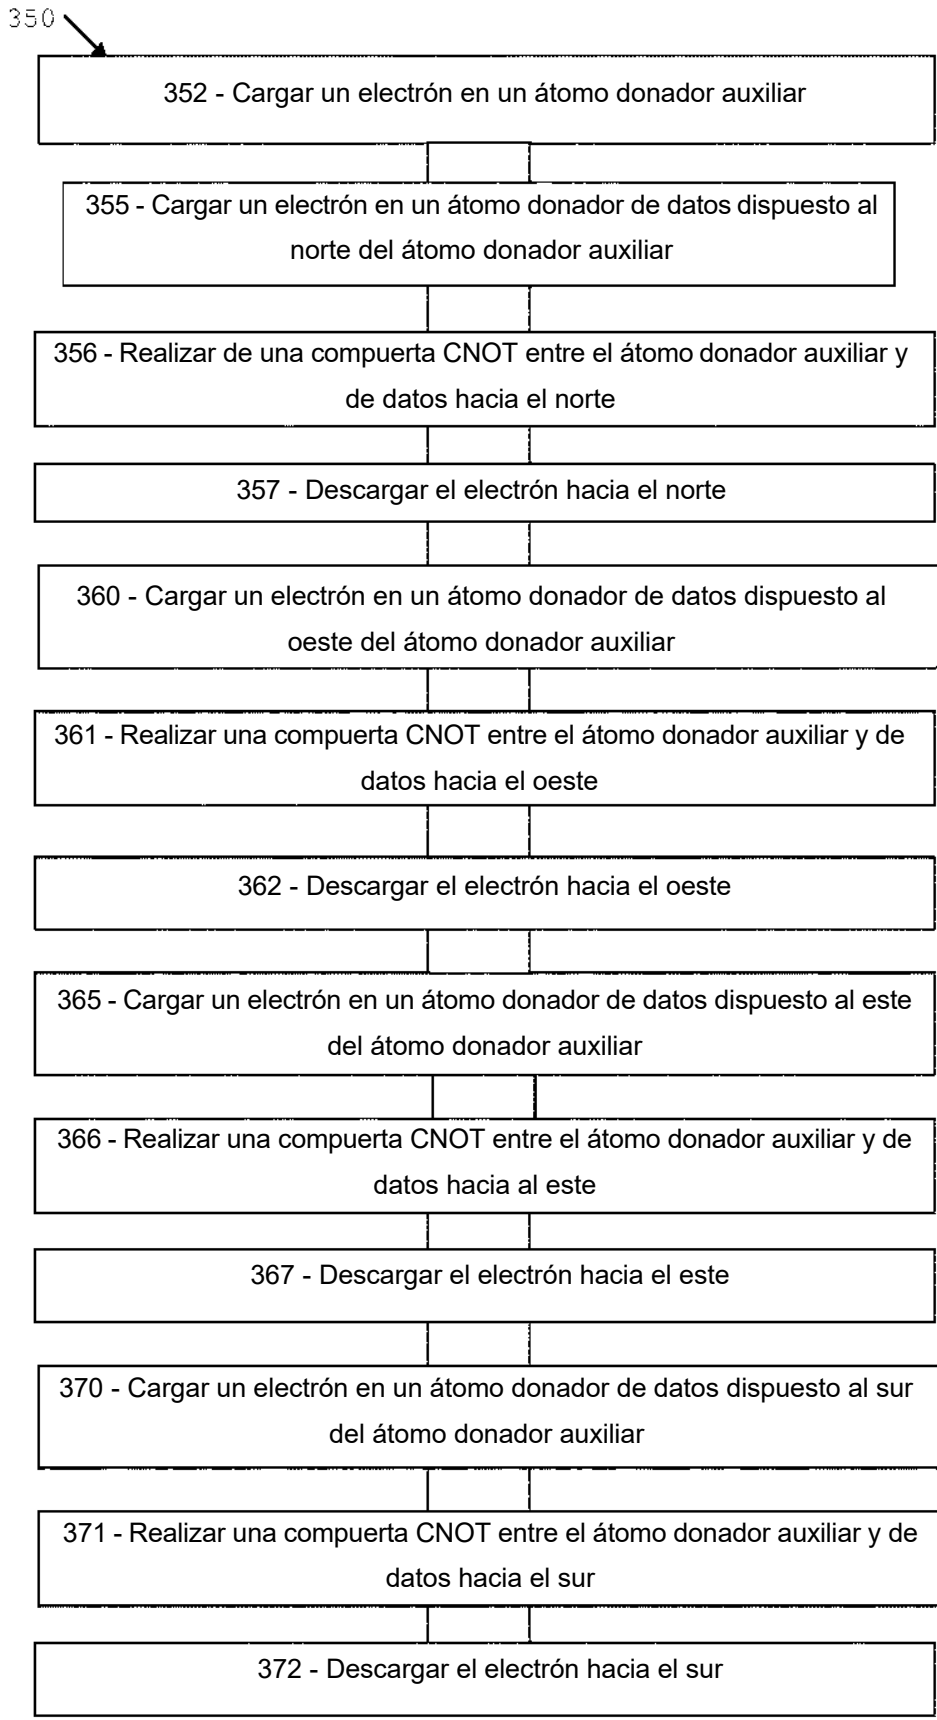 350
352 - Cargar un electrón en un átomo donador auxiliar
355 - Cargar un electrón en un átomo donador de datos dispuesto al
norte del átomo donador auxiliar
356 - Realizar de una compuerta CNOT entre el átomo donador auxiliar y
de datos hacia el norte
357 - Descargar el electrón hacia el norte
360 - Cargar un electrón en un átomo donador de datos dispuesto al
oeste del átomo donador auxiliar
361 - Realizar una compuerta CNOT entre el átomo donador auxiliar y de
datos hacia el oeste
362 - Descargar el electrón hacia el oeste
365 - Cargar un electrón en un átomo donador de datos dispuesto al este
del átomo donador auxiliar
366 - Realizar una compuerta CNOT entre el átomo donador auxiliar y de
datos hacia al este
367 - Descargar el electrón hacia el este
370 - Cargar un electrón en un átomo donador de datos dispuesto al sur
del átomo donador auxiliar
371 - Realizar una compuerta CNOT entre el átomo donador auxiliar y de
datos hacia el sur
372 - Descargar el electrón hacia el sur